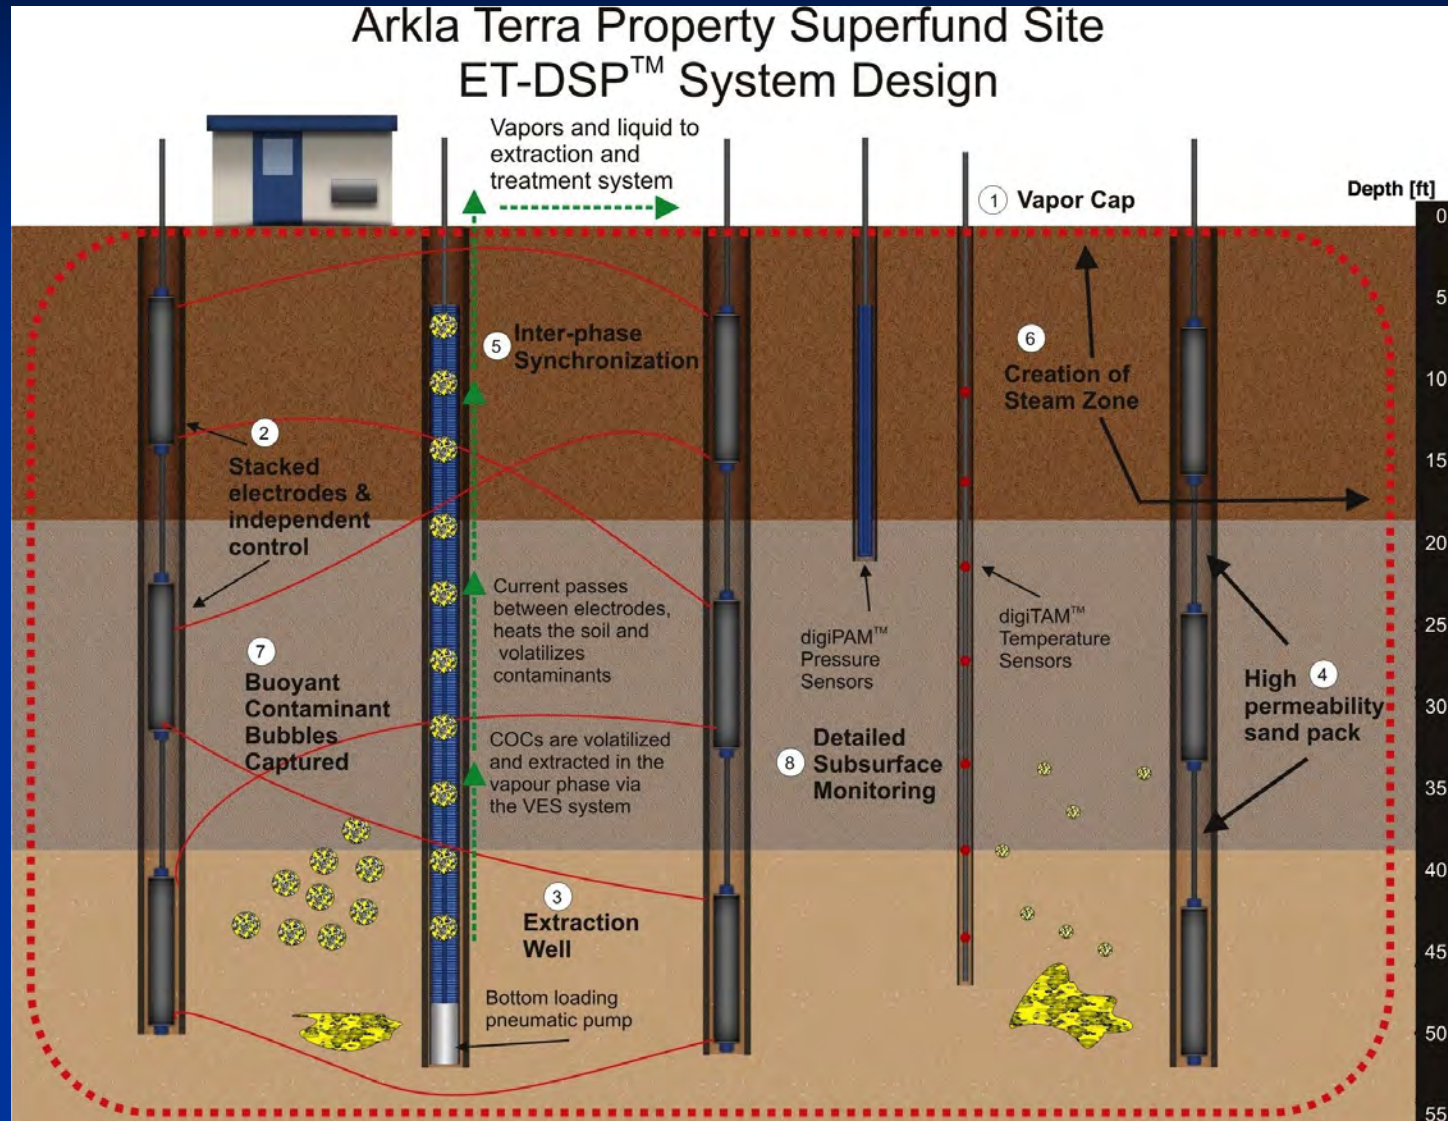 Arkla Terra Property Superfund Site
ET-DSP™ System Design
Vapors and liquid to
extraction and
treatment system
1 Vapor Cap
Depth [ft]
0
5
10
15
20
25
30
35
40
45
50
55
5 Inter-phase
Synchronization
6
Creation of
Steam Zone
2
Stacked
electrodes &
independent
control
Current passes
between electrodes,
heats the soil and
volatilizes
contaminants
digiPAM™
Pressure
Sensors
digiTAM™
Temperature
Sensors
7
Buoyant
Contaminant
Bubbles
Captured
High 4
permeability
sand pack
COCs are volatilized
and extracted in the
vapour phase via
the VES system
8 Detailed
Subsurface
Monitoring
3
Extraction
Well
Bottom loading
pneumatic pump